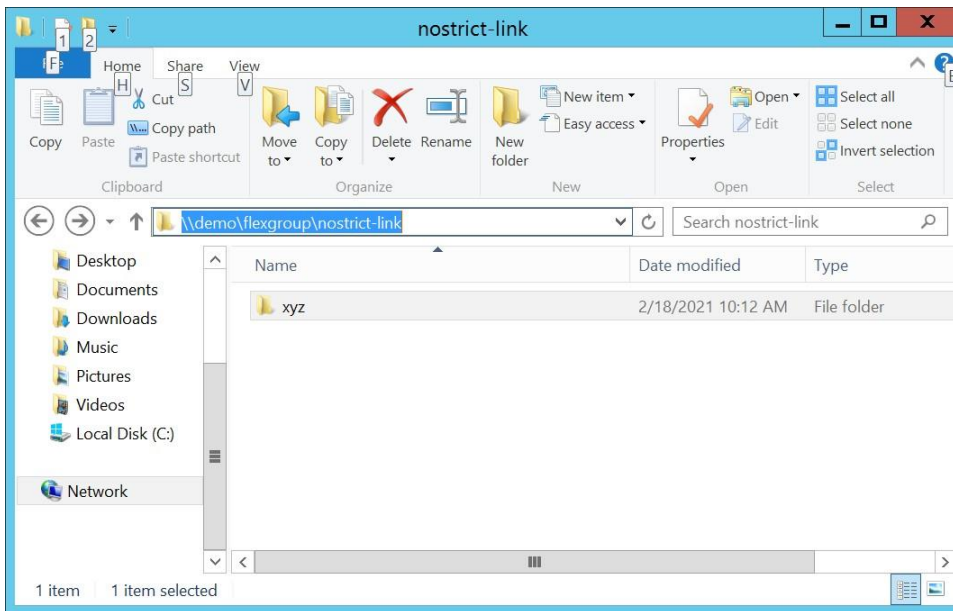 1 2 nostrict-link
File Home Share View
F H S V E
Copy
Paste
Cut
Copy path
Paste shortcut
Move to
Copy to
Delete
Rename
New folder
New item
Easy access
Properties
Open
Edit
Select all
Select none
Invert selection
Clipboard Organize New Open Select
\\demo\flexgroup\nostrict-link Search nostrict-link
Desktop
Documents
Downloads
Music
Pictures
Videos
Local Disk (C:)
Network
Name Date modified Type
xyz 2/18/2021 10:12 AM File folder
1 item 1 item selected